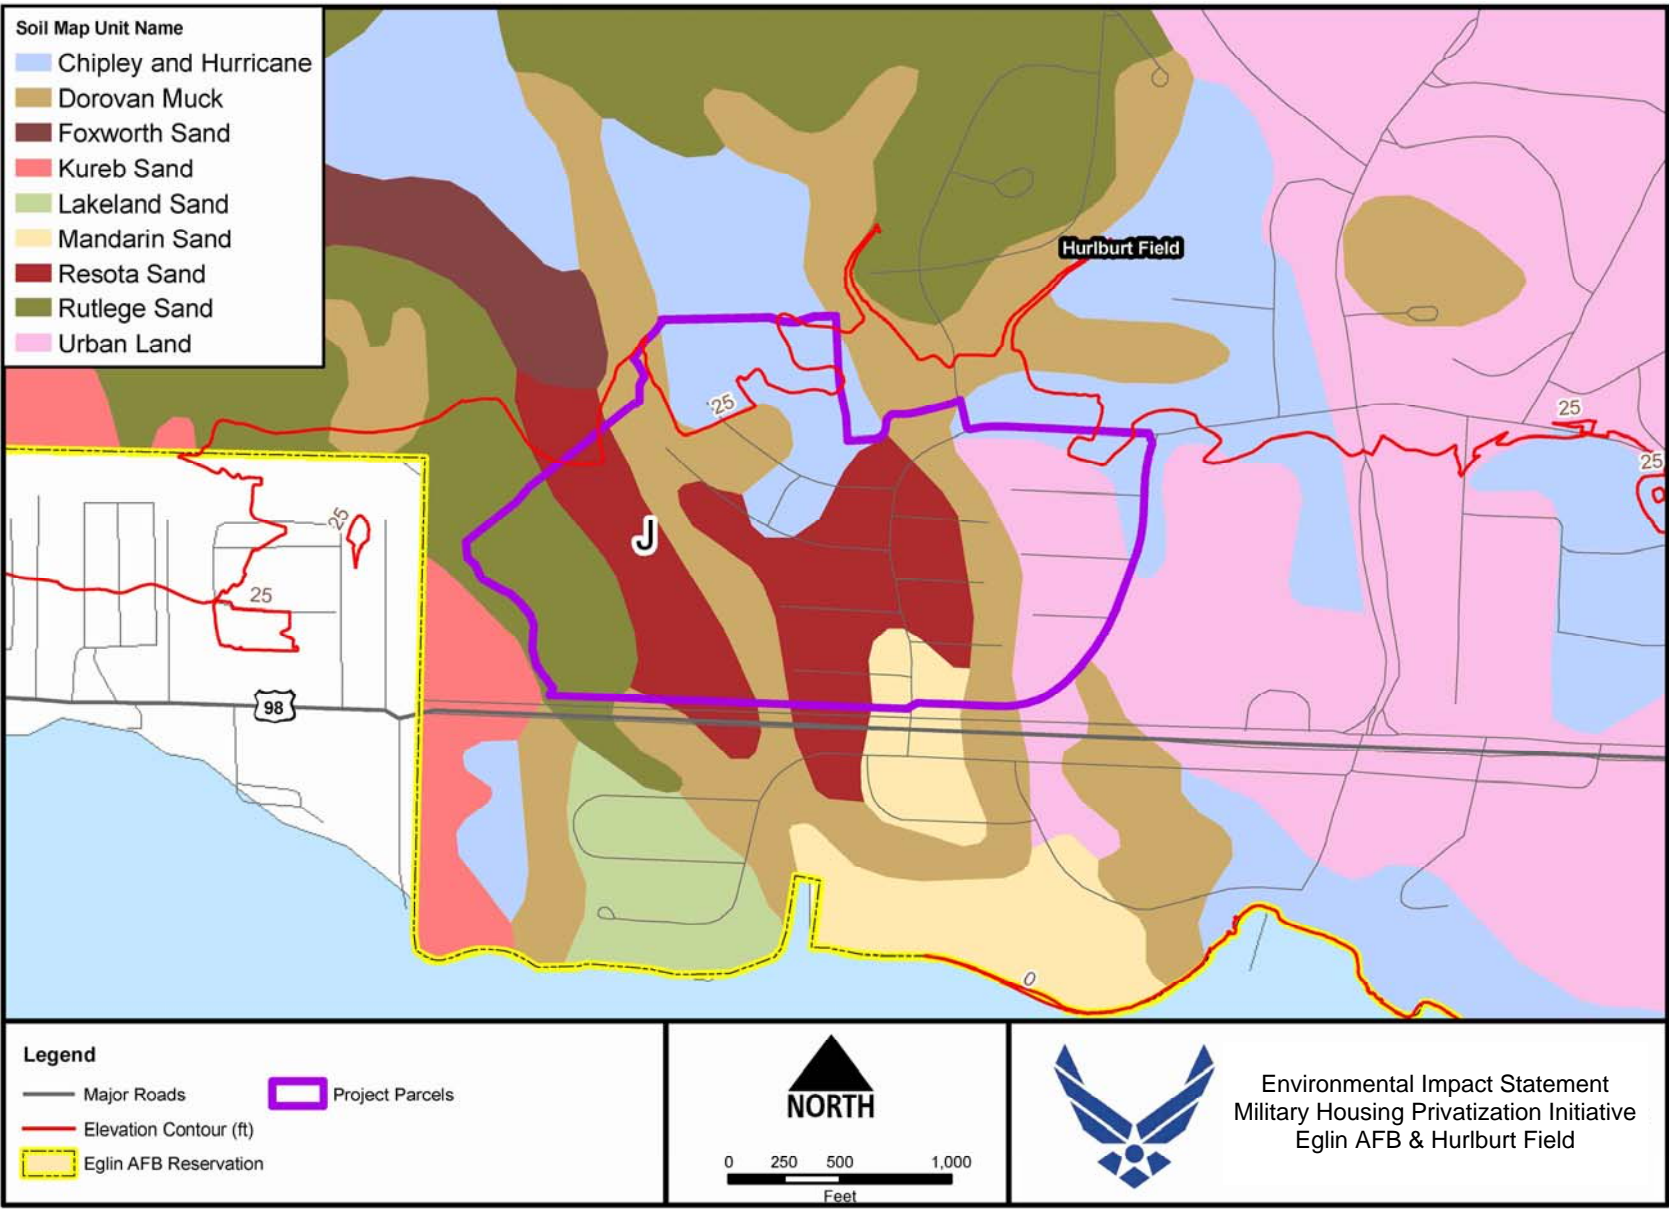 Soil Map Unit Name
Chipley and Hurricane
Dorovan Muck
Foxworth Sand
Kureb Sand
Lakeland Sand
Mandarin Sand
Resota Sand
Rutlege Sand
Urban Land
Hurlburt Field
25
25
25
J
25
25
98
0
Legend
Major Roads
Project Parcels
Elevation Contour (ft)
Eglin AFB Reservation
NORTH
0 250 500 1,000
Feet
Environmental Impact Statement
Military Housing Privatization Initiative
Eglin AFB & Hurlburt Field